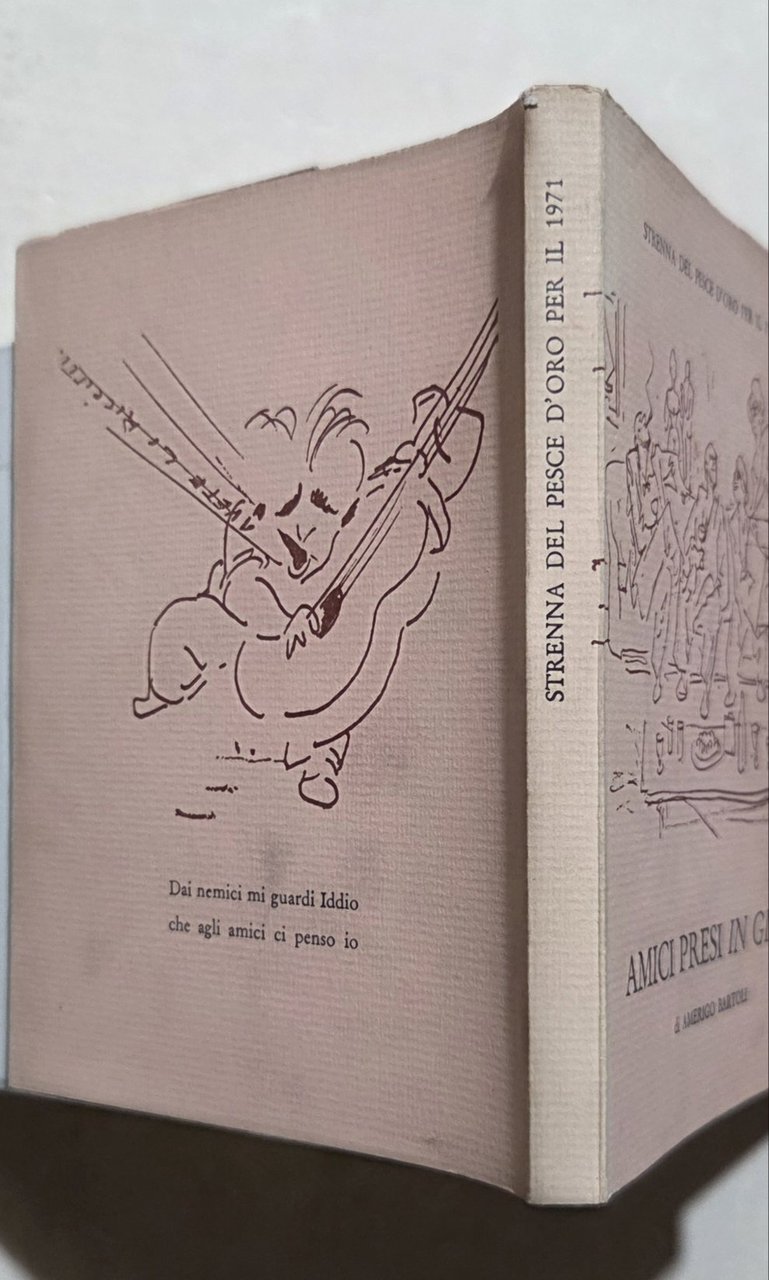 Dai nemici mi guardi Iddio
che agli amici ci penso io
STRENNA DEL PESCE D'ORO PER IL 1971
STRENNA DEL PESCE D'ORO PER IL
AMICI PRESI IN
di AMERIGO BARTOLI